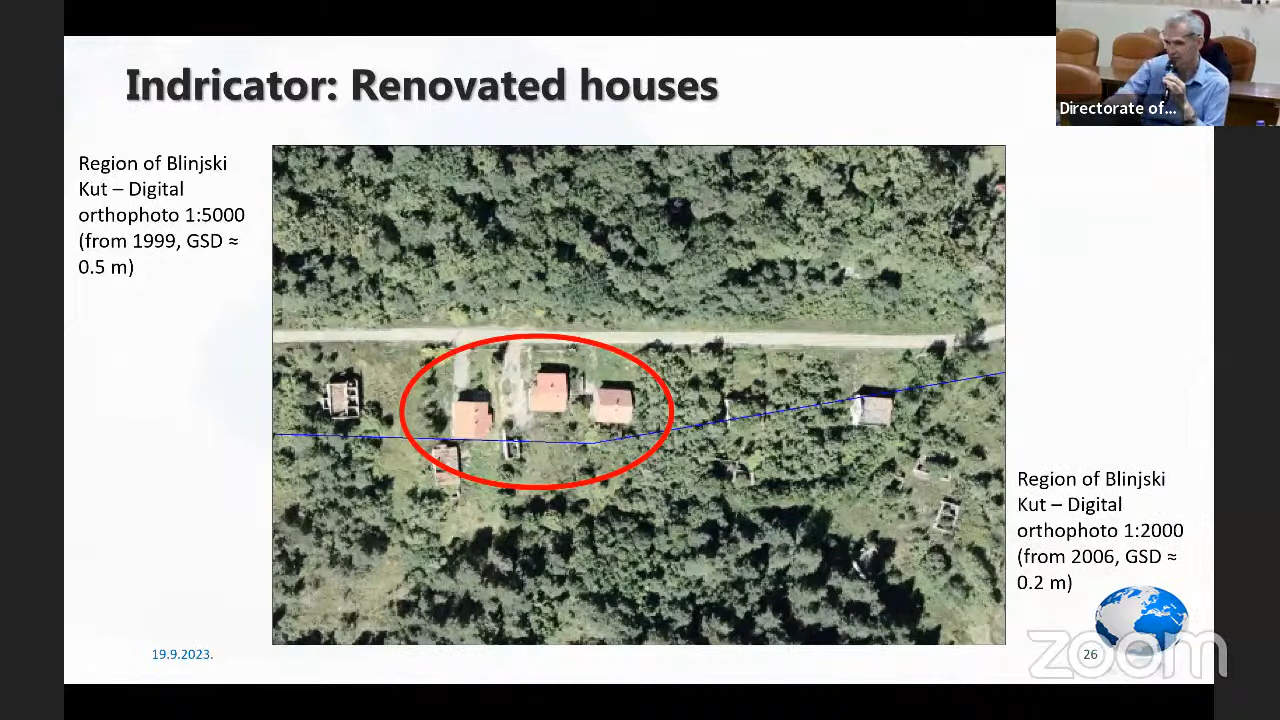 Indricator: Renovated houses
Directorate of...
Region of Blinjski
Kut – Digital
orthophoto 1:5000
(from 1999, GSD ≈
0.5 m)
Region of Blinjski
Kut – Digital
orthophoto 1:2000
(from 2006, GSD ≈
0.2 m)
19.9.2023.
26
zoom